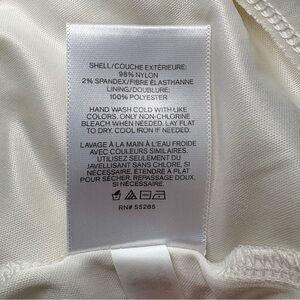 SHELL/COUCHE EXTÉRIEURE:
98% NYLON
2% SPANDEX/FIBRE ÉLASTHANNE
LINING/DOUBLURE:
100% POLYESTER
HAND WASH COLD WITH LIKE
COLORS. ONLY NON-CHLORINE
BLEACH WHEN NEEDED. LAY FLAT
TO DRY. COOL IRON IF NEEDED.
LAVAGE À LA MAIN À L'EAU FROIDE
AVEC COULEURS SIMILAIRES.
UTILISEZ SEULEMENT DU
JAVELLISANT SANS CHLORE, SI
NÉCESSAIRE. ÉTENDRE À PLAT
POUR SÉCHER. REPASSAGE DOUX,
SI NÉCESSAIRE.
RN# 55285